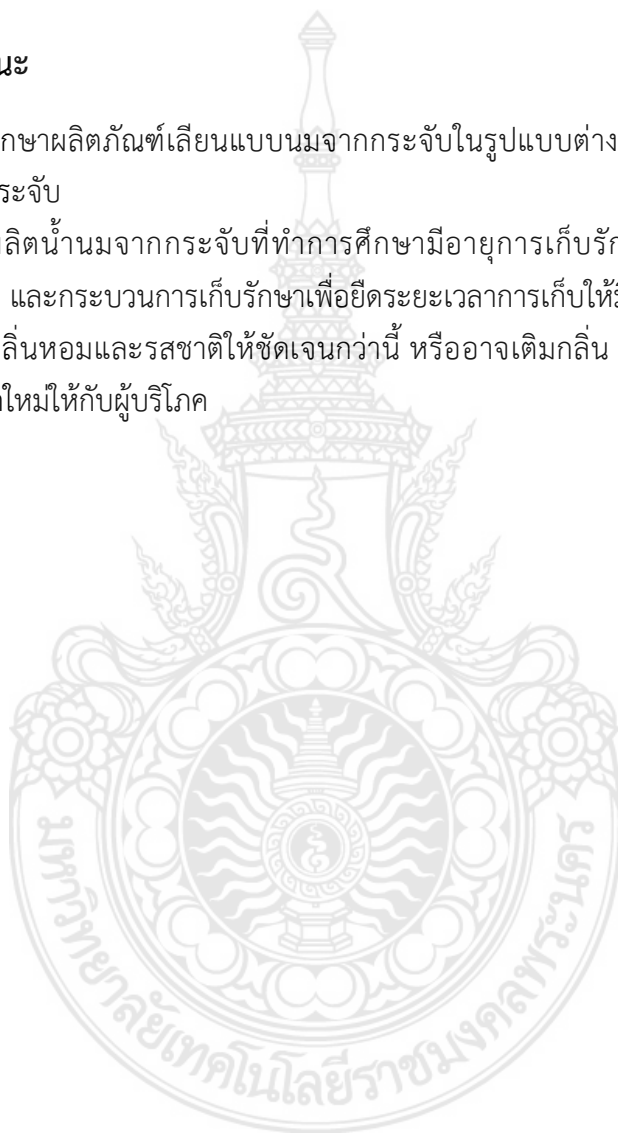 นะ
กษาผลิตภัณฑ์เลียนแบบนมจากกระจับในรูปแบบต่าง
ระจับ
ลิตน้ำนมจากกระจับที่ทำการศึกษามีอายุการเก็บรัก
และกระบวนการเก็บรักษาเพื่อยืดระยะเวลาการเก็บให้
ลิ่นหอมและรสชาติให้ชัดเจนกว่านี้ หรืออาจเติมกลิ่น
ใหม่ให้กับผู้บริโภค
มหาวิทยาลัยเทคโนโลยีราชมงคลพระนคร